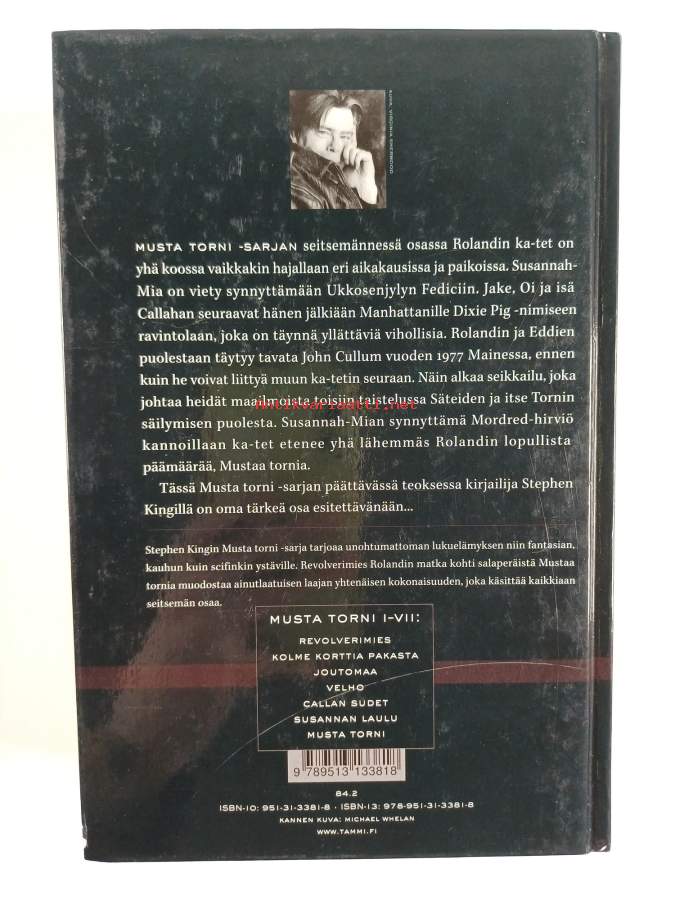 KUVA: VIRGINIA SHERWOOD
MUSTA TORNI -SARJAN seitsemännessä osassa Rolandin ka-tet on
yhä koossa vaikkakin hajallaan eri aikakausissa ja paikoissa. Susannah-
Mia on viety synnyttämään Ukkosenjylyn Fediciin. Jake, Oi ja isä
Callahan seuraavat hänen jälkiään Manhattanille Dixie Pig -nimiseen
ravintolaan, joka on täynnä yllättäviä vihollisia. Rolandin ja Eddien
puolestaan täytyy tavata John Cullum vuoden 1977 Mainessa, ennen
kuin he voivat liittyä muun ka-tetin seuraan. Näin alkaa seikkailu, joka
johtaa heidät maailmoista toisiin taistelussa Säteiden ja itse Tornin
antikvariaatti.net
säilymisen puolesta. Susannah-Mian synnyttämä Mordred-hirviö
kannoillaan ka-tet etenee yhä lähemmäs Rolandin lopullista
päämäärää, Mustaa tornia.
Tässä Musta torni -sarjan päättävässä teoksessa kirjailija Stephen
Kingillä on oma tärkeä osa esitettävänään...
Stephen Kingin Musta torni -sarja tarjoaa unohtumattoman lukuelämyksen niin fantasian,
kauhun kuin scifinkin ystäville. Revolverimies Rolandin matka kohti salaperäistä Mustaa
tornia muodostaa ainutlaatuisen laajan yhtenäisen kokonaisuuden, joka käsittää kaikkiaan
seitsemän osaa.
MUSTA TORNI I–VII:
REVOLVERIMIES
KOLME KORTTIA PAKASTA
JOUTOMAA
VELHO
CALLAN SUDET
SUSANNAN LAULU
MUSTA TORNI
9 789513 133818
84.2
ISBN-10: 951-31-3381-8 · ISBN-13: 978-951-31-3381-8
KANNEN KUVA: MICHAEL WHELAN
WWW.TAMMI.FI